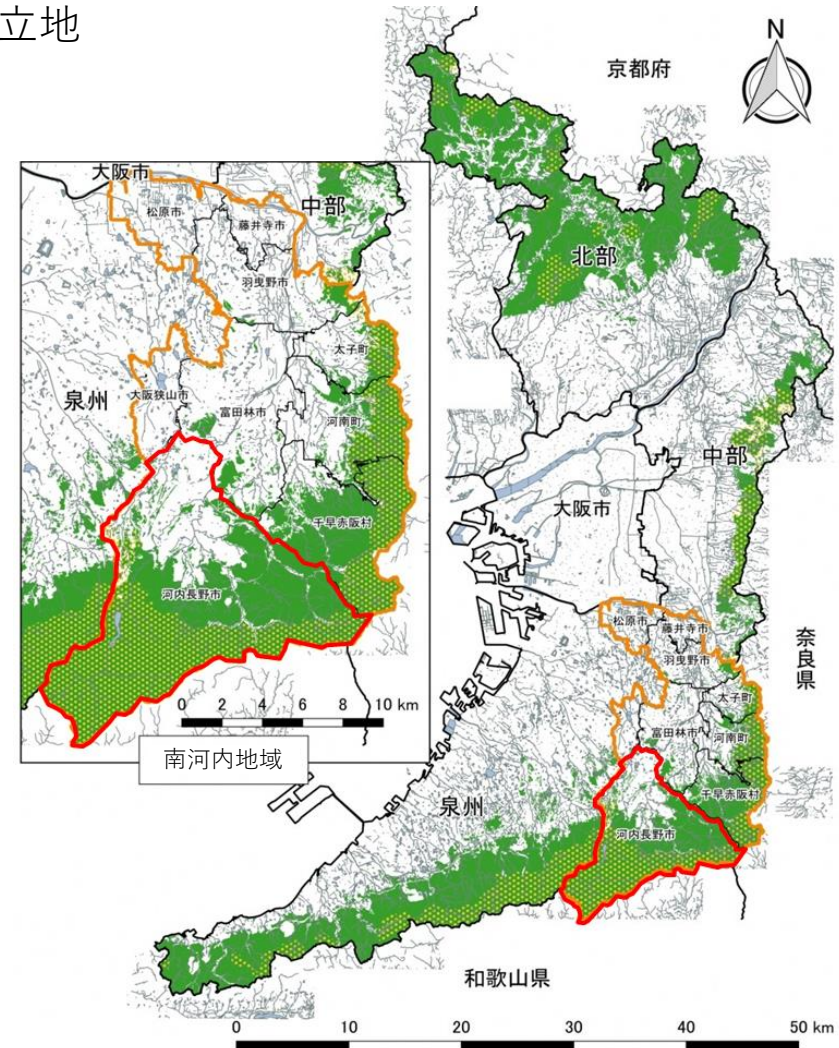 立地
N
京都府
北部
中部
大阪市
松原市
藤井寺市
羽曳野市
太子町
富田林市
河南町
千早赤阪村
河内長野市
泉州
奈良県
和歌山県
0 10 20 30 40 50 km
大阪市
松原市
中部
藤井寺市
羽曳野市
太子町
泉州
大阪狭山市
富田林市
河南町
千早赤阪村
河内長野市
0 2 4 6 8 10 km
南河内地域